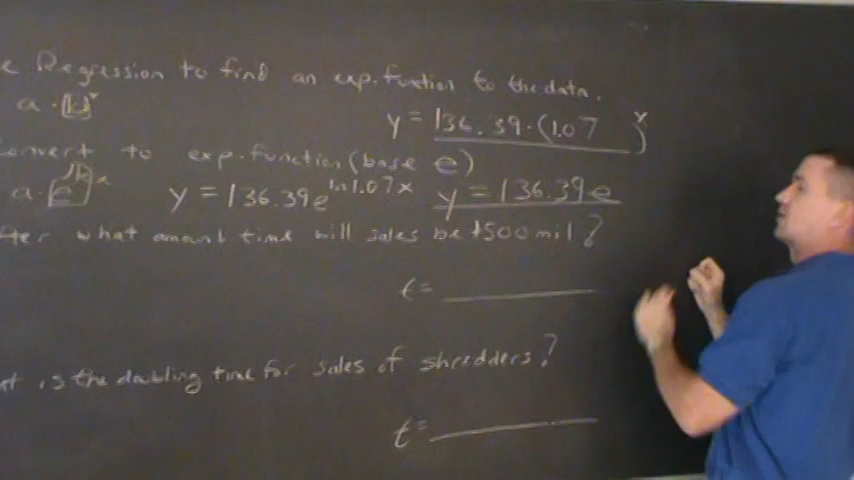 e Regression to find an exp. function to the data.
a · (b)ˣ
y = 136.39 · (1.07 )ˣ
Convert to exp. function (base e)
y = 136.39e^ln1.07x y = 136.39e
fter what amount time will sales be $500 mil?
t =
at is the doubling time for sales of shredders?
t =